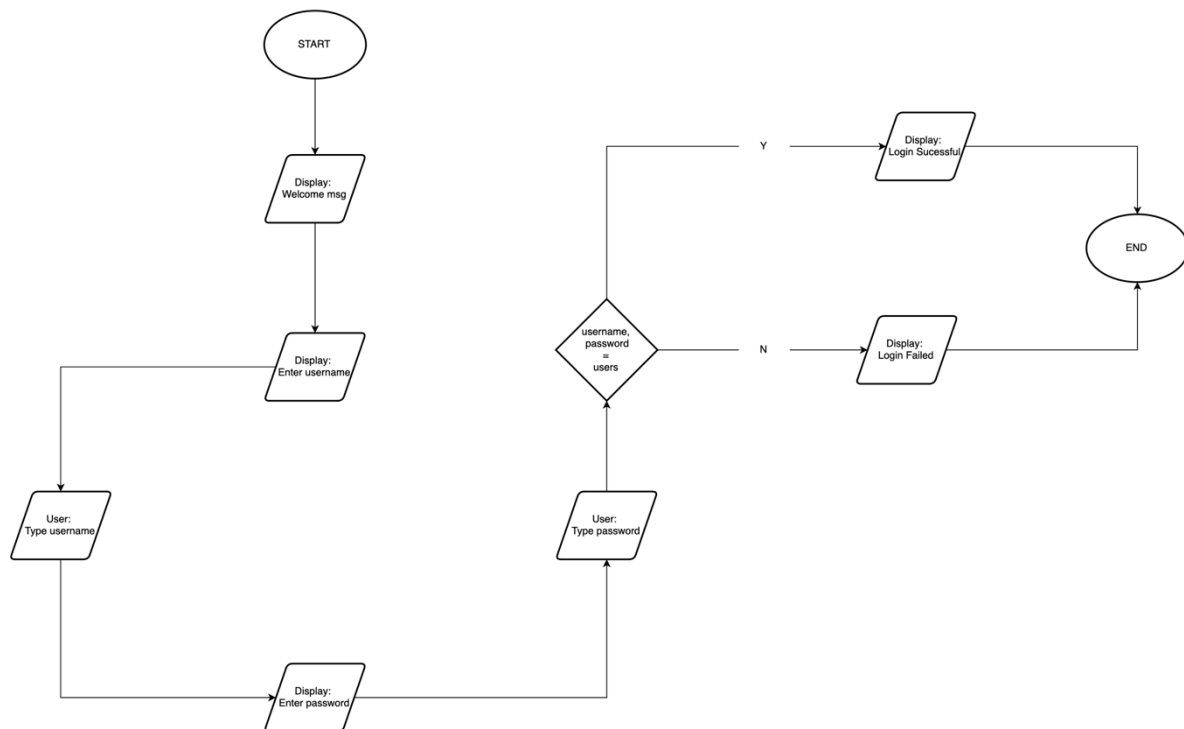 START
Display:
Welcome msg
Display:
Enter username
User:
Type username
Display:
Enter password
User:
Type password
username,
password
=
users
Y
Display:
Login Sucessful
N
Display:
Login Failed
END